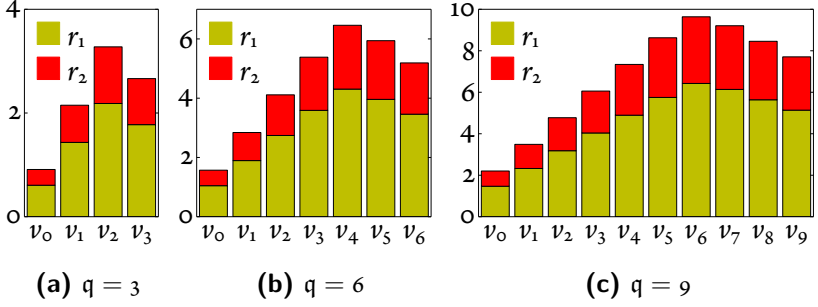 4
2
0
r₁
r₂
v₀ v₁ v₂ v₃
(a) q = 3
6
4
2
0
r₁
r₂
v₀ v₁ v₂ v₃ v₄ v₅ v₆
(b) q = 6
10
8
6
4
2
0
r₁
r₂
v₀ v₁ v₂ v₃ v₄ v₅ v₆ v₇ v₈ v₉
(c) q = 9